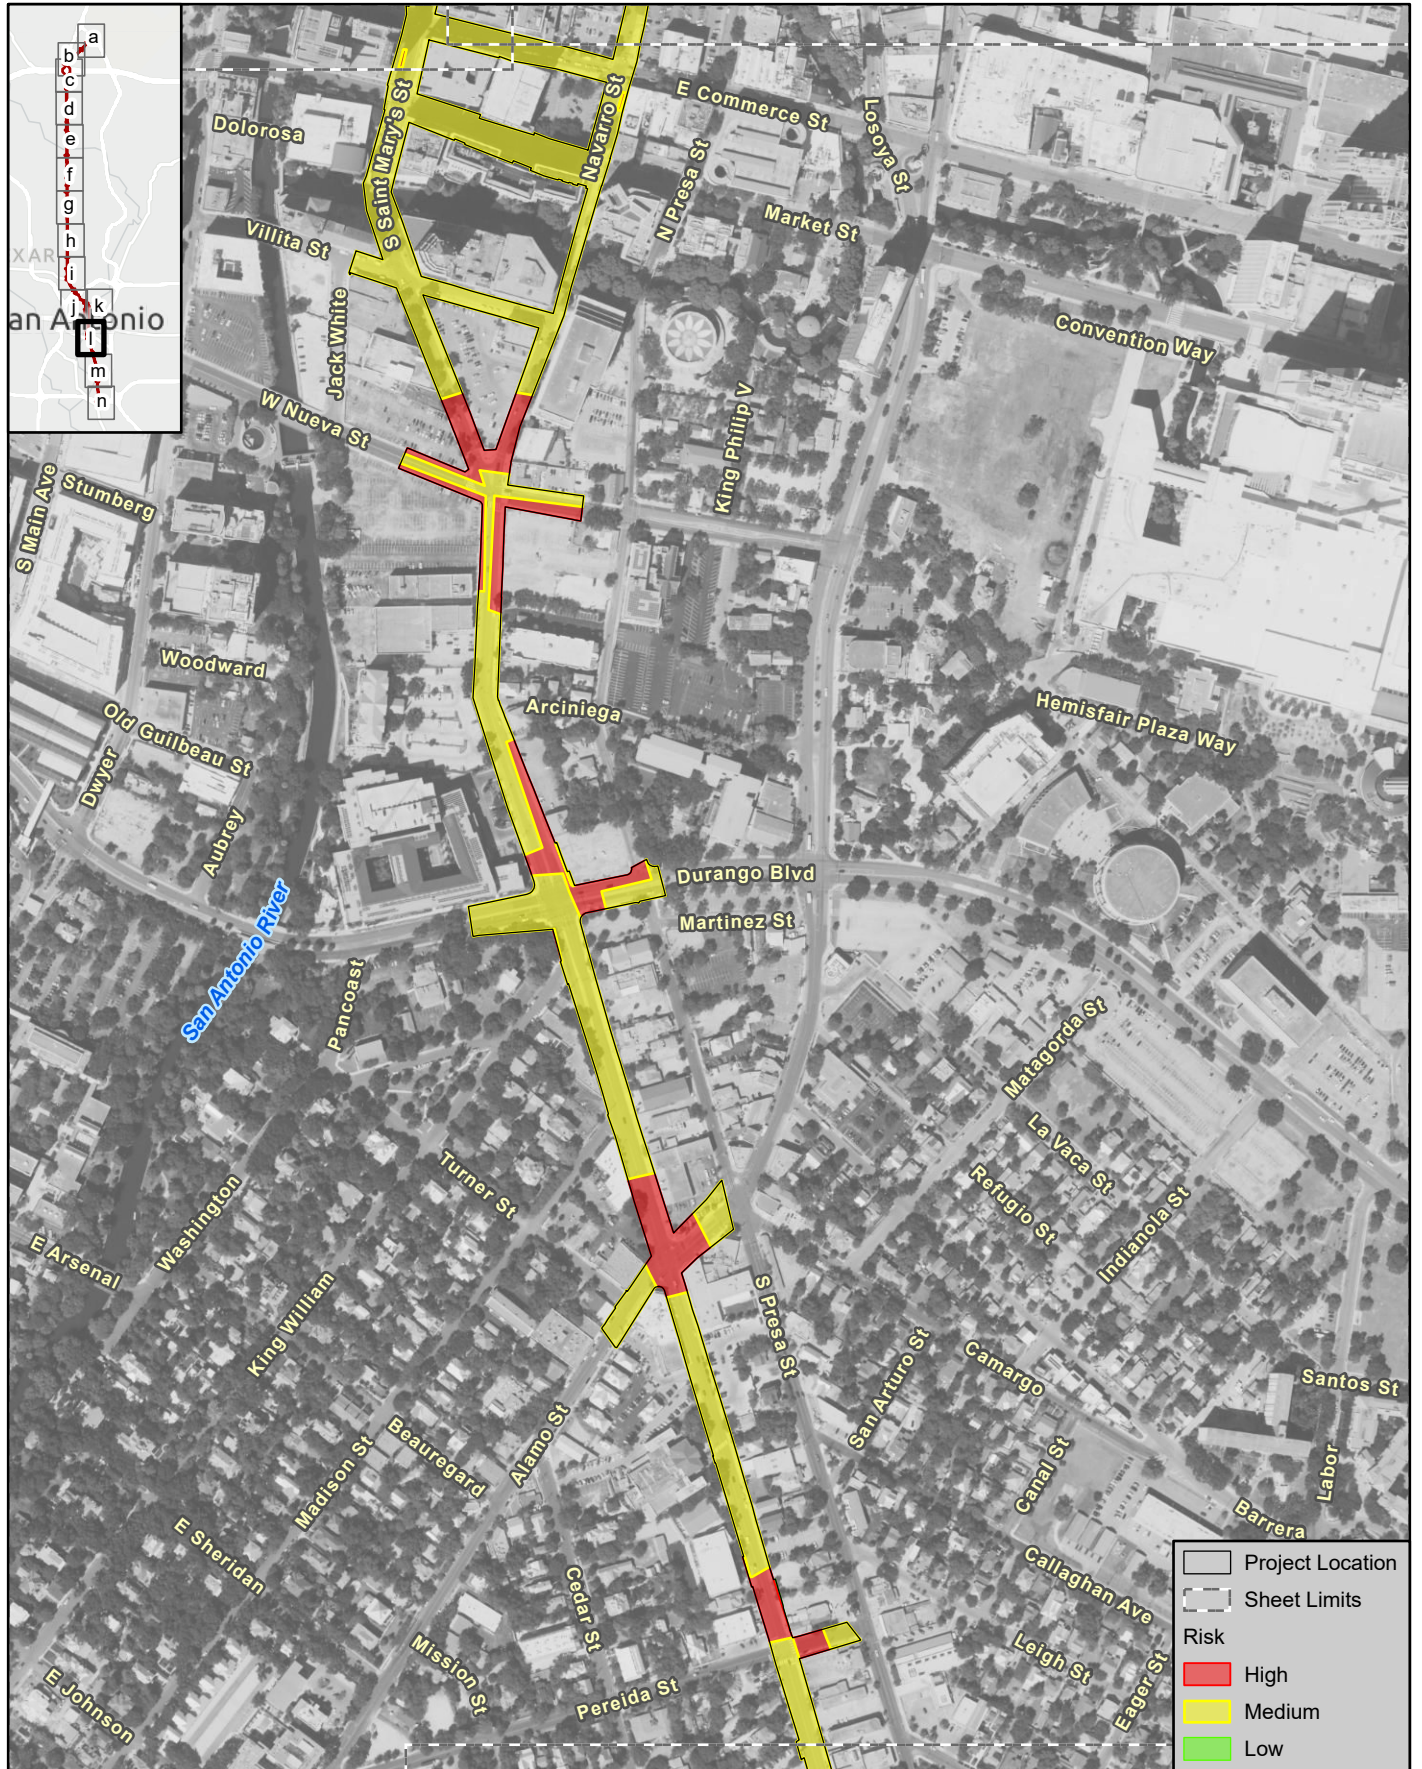 a
b
c
d
e
f
g
h
i
j
k
l
m
n
XAR
an Antonio
E Commerce St
Losoya St
Dolorosa
S Saint Mary's St
Navarro St
N Presa St
Market St
Villita St
Jack White
Convention Way
W Nueva St
King Philip V
S Main Ave
Stumberg
Woodward
Arciniega
Hemisfair Plaza Way
Old Guilbeau St
Dwyer
Aubrey
Durango Blvd
Martinez St
San Antonio River
Pancoast
Matagorda St
La Vaca St
Turner St
Refugio St
Indianola St
Washington
E Arsenal
King William
S Presa St
San Arturo St
Camargo
Santos St
Beauregard
Alamo St
Madison St
Canal St
Labor
Barrera
E Sheridan
Cedar St
Callaghan Ave
Mission St
Leigh St
Eager St
Pereida St
E Johnson
Project Location
Sheet Limits
Risk
High
Medium
Low